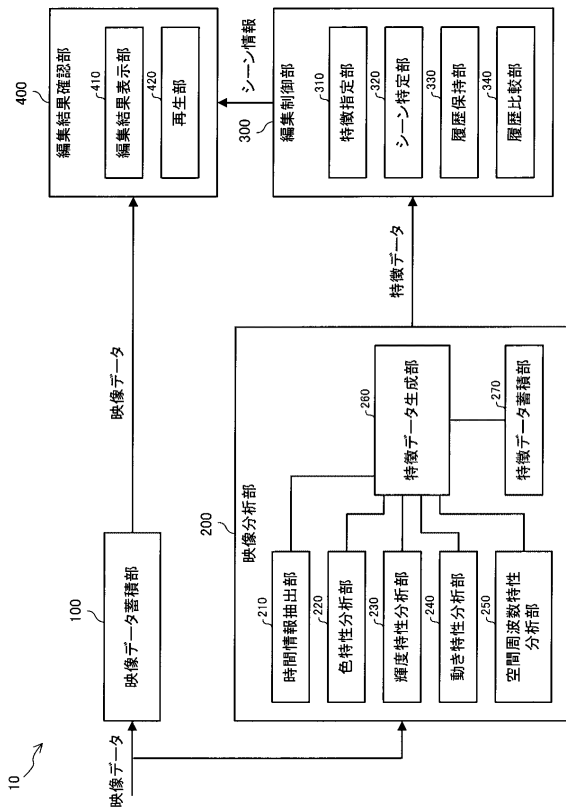 10
映像データ
100
映像データ蓄積部
映像データ
400
編集結果確認部
410
編集結果表示部
420
再生部
シーン情報
200
映像分析部
210
時間情報抽出部
220
色特性分析部
230
輝度特性分析部
240
動き特性分析部
250
空間周波数特性
分析部
260
特徴データ生成部
270
特徴データ蓄積部
特徴データ
300
編集制御部
310
特徴指定部
320
シーン特定部
330
履歴保持部
340
履歴比較部